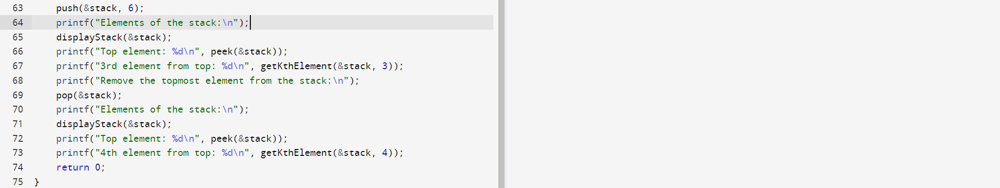 63 push(&stack, 6);
64 printf("Elements of the stack:\n");
65 displayStack(&stack);
66 printf("Top element: %d\n", peek(&stack));
67 printf("3rd element from top: %d\n", getKthElement(&stack, 3));
68 printf("Remove the topmost element from the stack:\n");
69 pop(&stack);
70 printf("Elements of the stack:\n");
71 displayStack(&stack);
72 printf("Top element: %d\n", peek(&stack));
73 printf("4th element from top: %d\n", getKthElement(&stack, 4));
74 return 0;
75 }